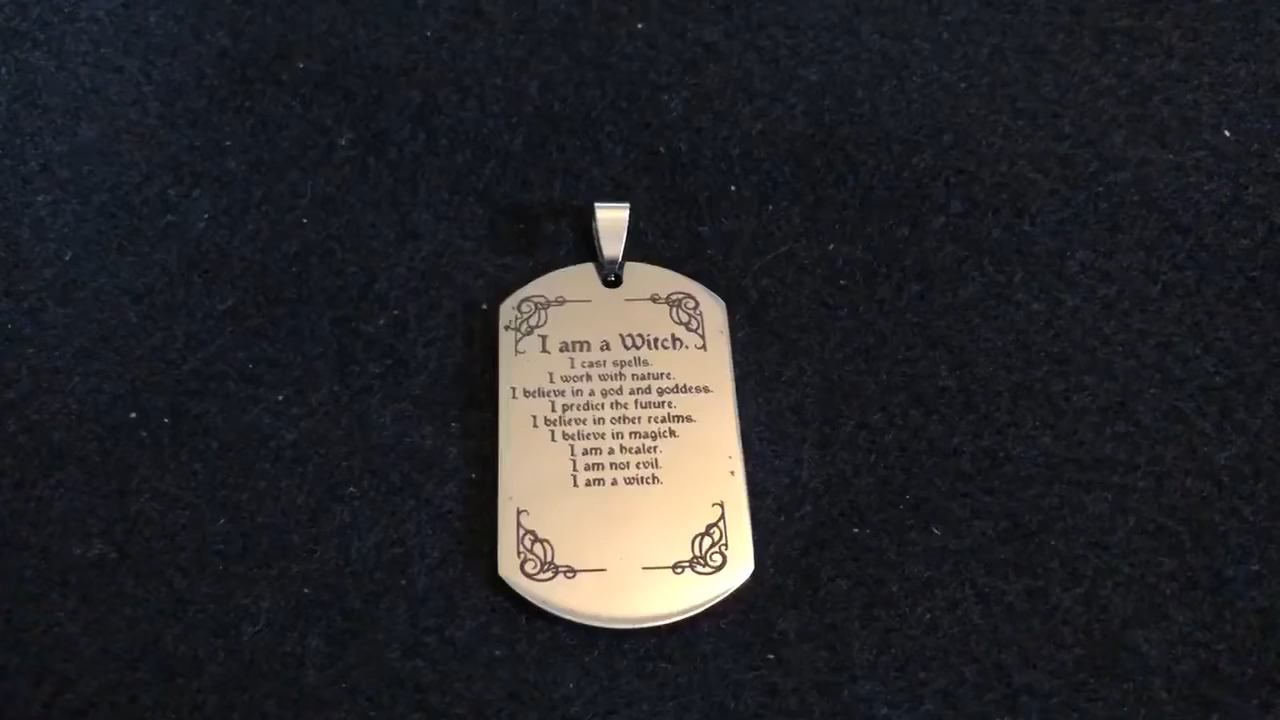 I am a Witch.
I cast spells.
I work with nature.
I believe in a god and goddess.
I predict the future.
I believe in other realms.
I believe in magick.
I am a healer.
I am not evil.
I am a witch.